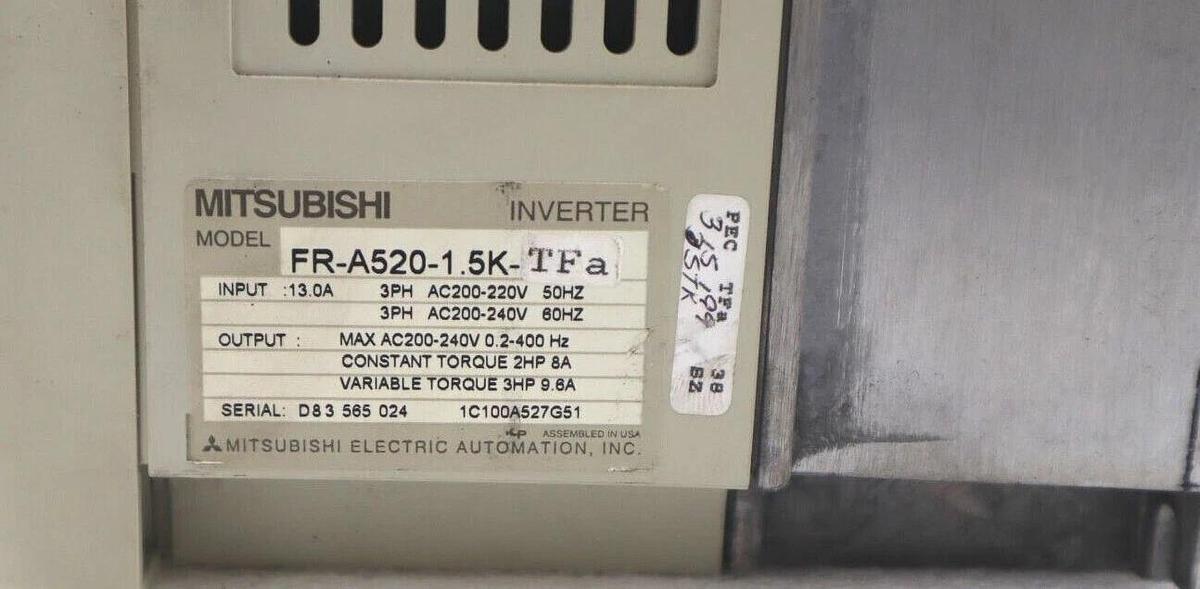 MITSUBISHI INVERTER
MODEL FR-A520-1.5K-TFa
INPUT :13.0A 3PH AC200-220V 50HZ
3PH AC200-240V 60HZ
OUTPUT : MAX AC200-240V 0.2-400 Hz
CONSTANT TORQUE 2HP 8A
VARIABLE TORQUE 3HP 9.6A
SERIAL: D83 565 024 1C100A527G51
ASSEMBLED IN USA
MITSUBISHI ELECTRIC AUTOMATION, INC.
PEC TFa 38
BZ